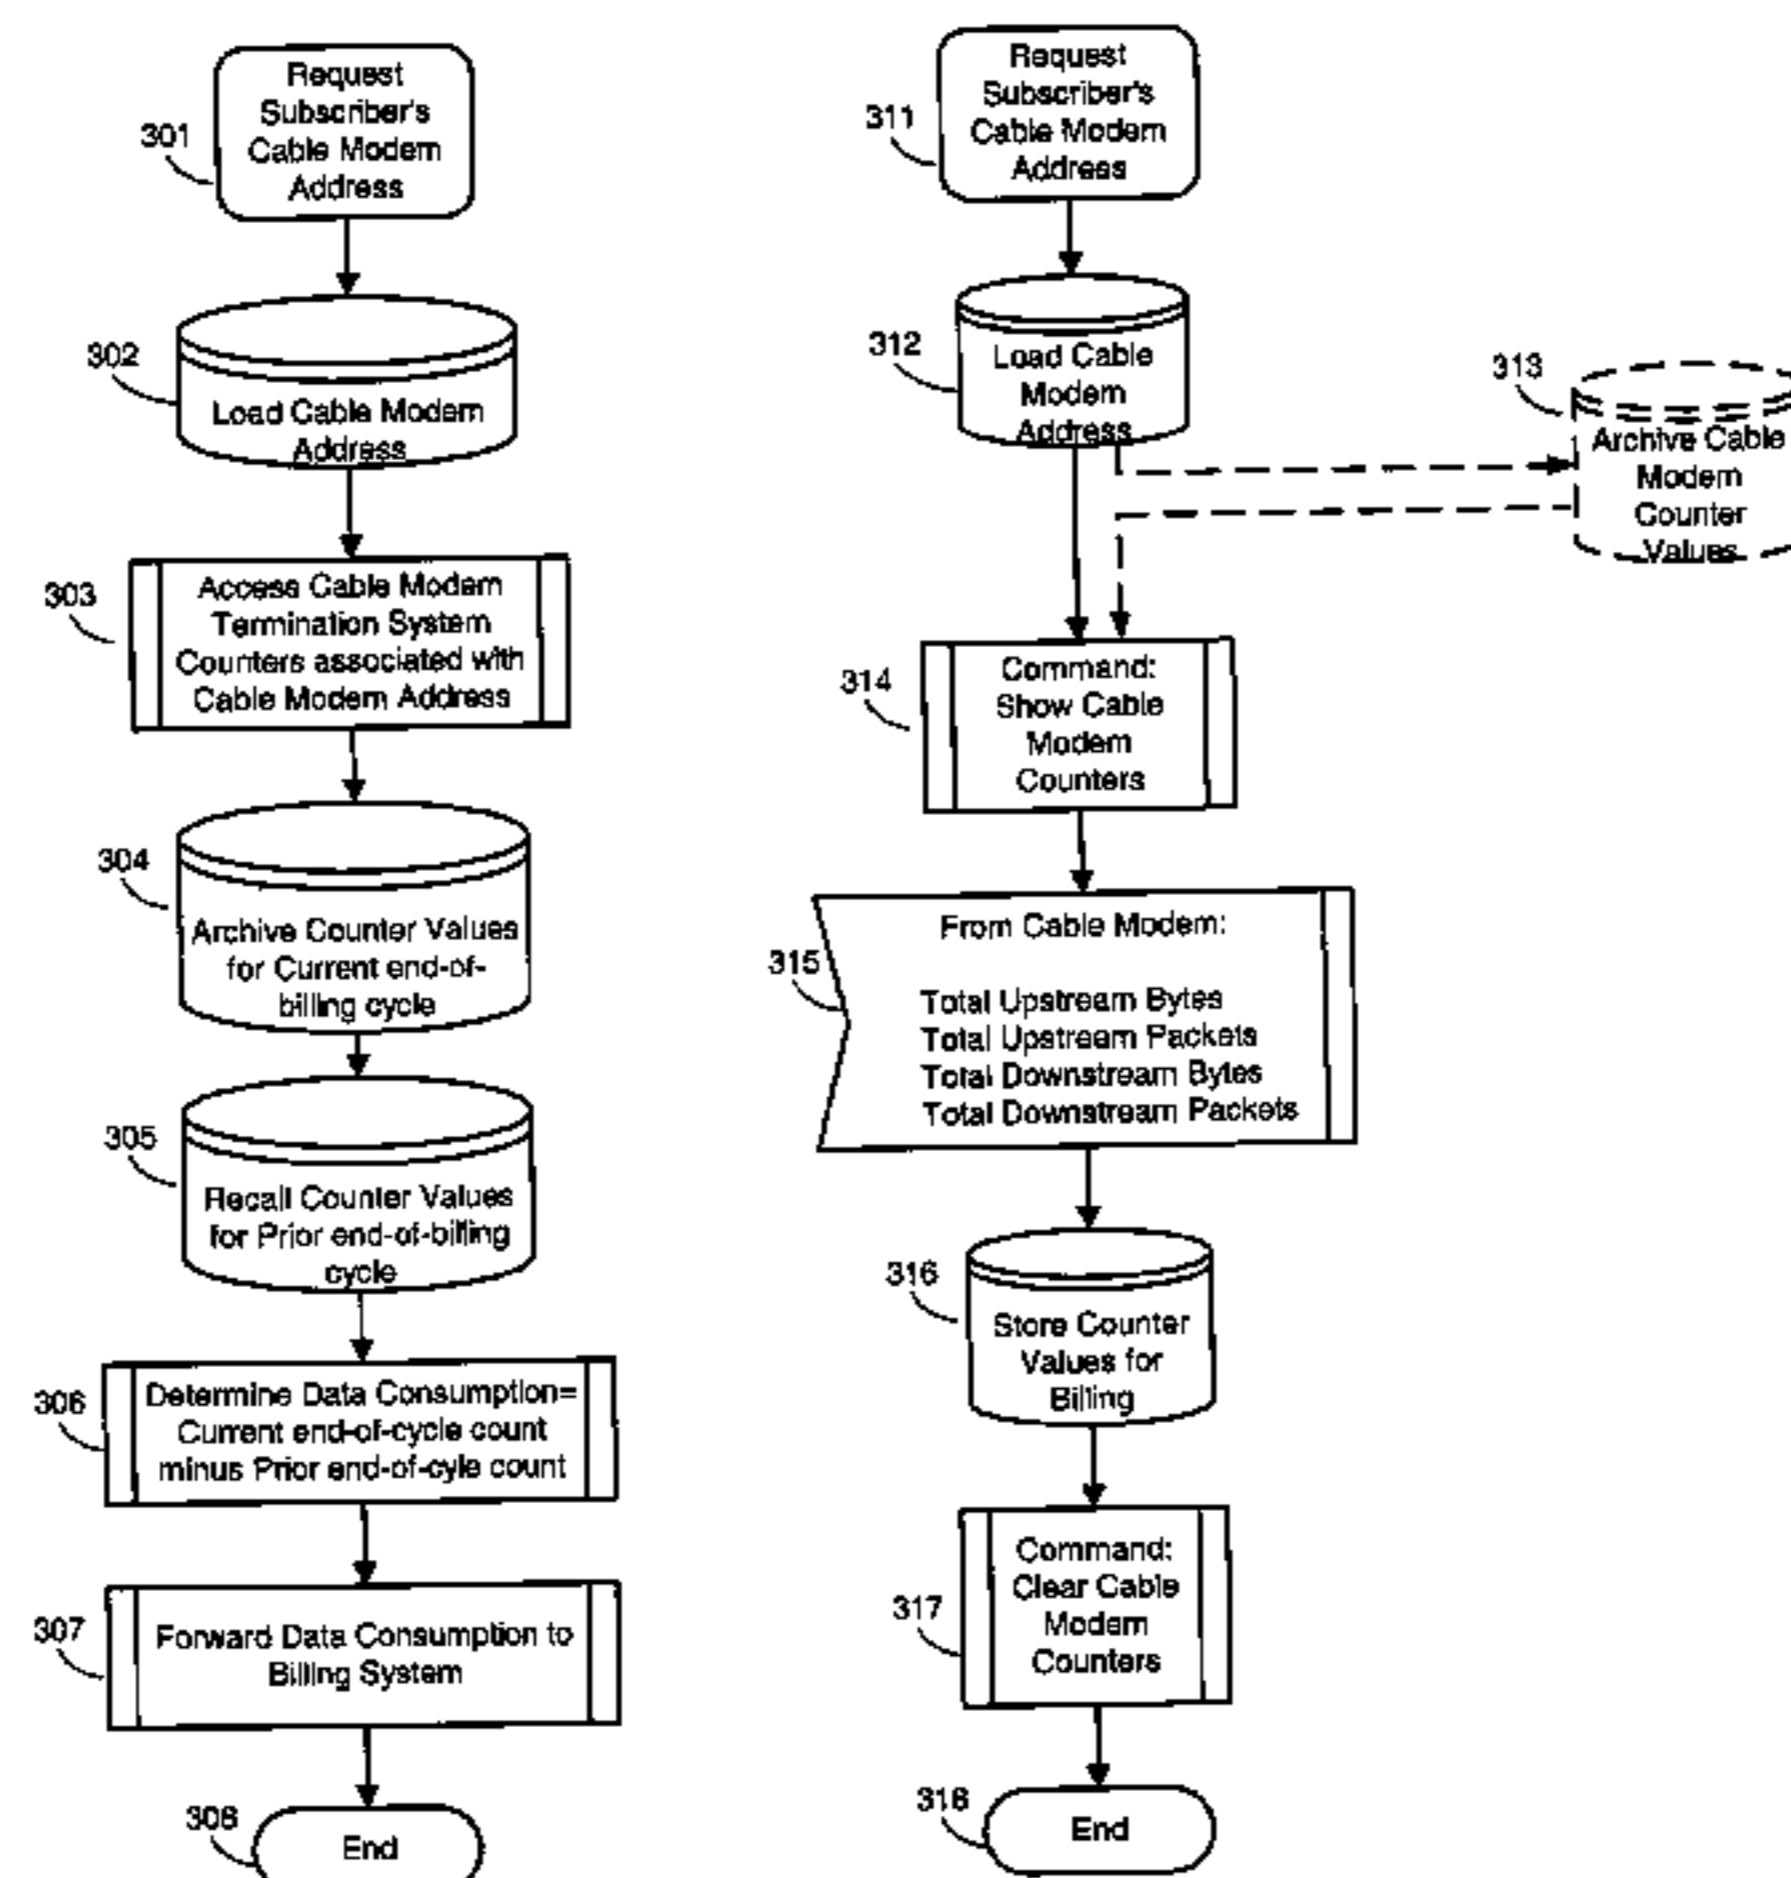 301
Request
Subscriber's
Cable Modem
Address
302
Load Cable Modem
Address
303
Access Cable Modem
Termination System
Counters associated with
Cable Modem Address
304
Archive Counter Values
for Current end-of-
billing cycle
305
Recall Counter Values
for Prior end-of-billing
cycle
306
Determine Data Consumption=
Current end-of-cycle count
minus Prior end-of-cyle count
307
Forward Data Consumption to
Billing System
308
End
311
Request
Subscriber's
Cable Modem
Address
312
Load Cable
Modem
Address
313
Archive Cable
Modem
Counter
Values
314
Command:
Show Cable
Modem
Counters
315
From Cable Modem:
Total Upstream Bytes
Total Upstream Packets
Total Downstream Bytes
Total Downstream Packets
316
Store Counter
Values for
Billing
317
Command:
Clear Cable
Modem
Counters
318
End